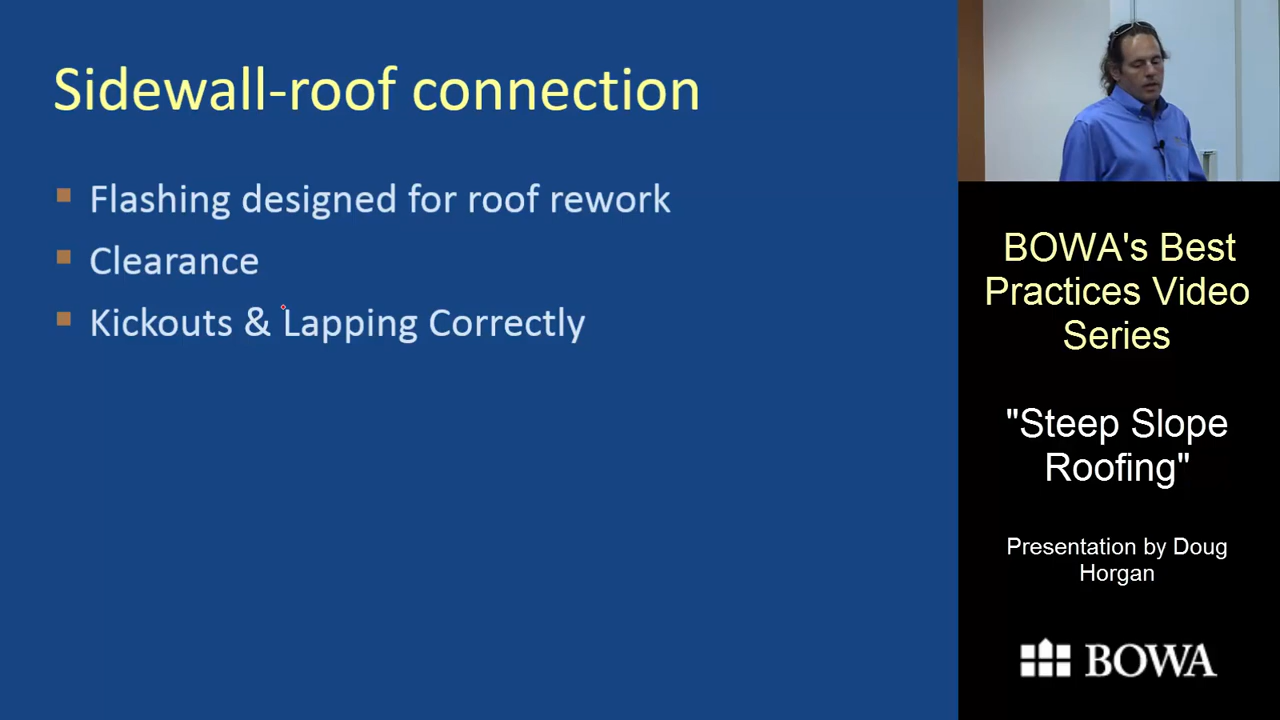 Sidewall-roof connection
Flashing designed for roof rework
Clearance
Kickouts & Lapping Correctly
BOWA's Best
Practices Video
Series
"Steep Slope
Roofing"
Presentation by Doug
Horgan
BOWA